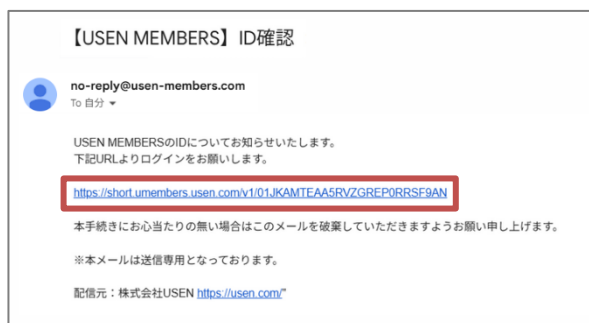 【USEN MEMBERS】ID確認
no-reply@usen-members.com
To 自分
USEN MEMBERSのIDについてお知らせいたします。
下記URLよりログインをお願いします。
https://short.umembers.usen.com/v1/01JKAMTEAA5RVZGREP0RRSF9AN
本手続きにお心当たりの無い場合はこのメールを破棄していただきますようお願い申し上げます。
※本メールは送信専用となっております。
配信元：株式会社USEN https://usen.com/"